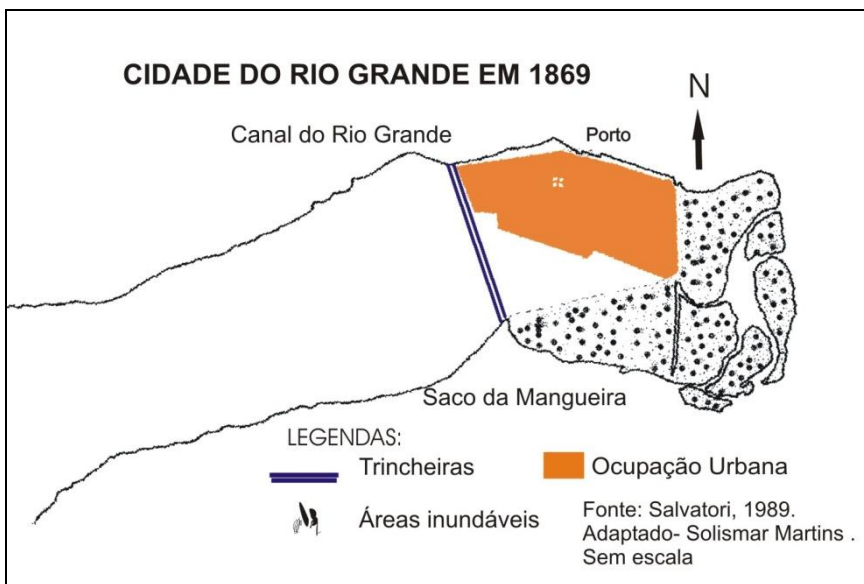 CIDADE DO RIO GRANDE EM 1869
N
Canal do Rio Grande
Porto
Saco da Mangueira
LEGENDAS:
Trincheiras
Ocupação Urbana
Áreas inundáveis
Fonte: Salvatori, 1989.
Adaptado- Solismar Martins .
Sem escala